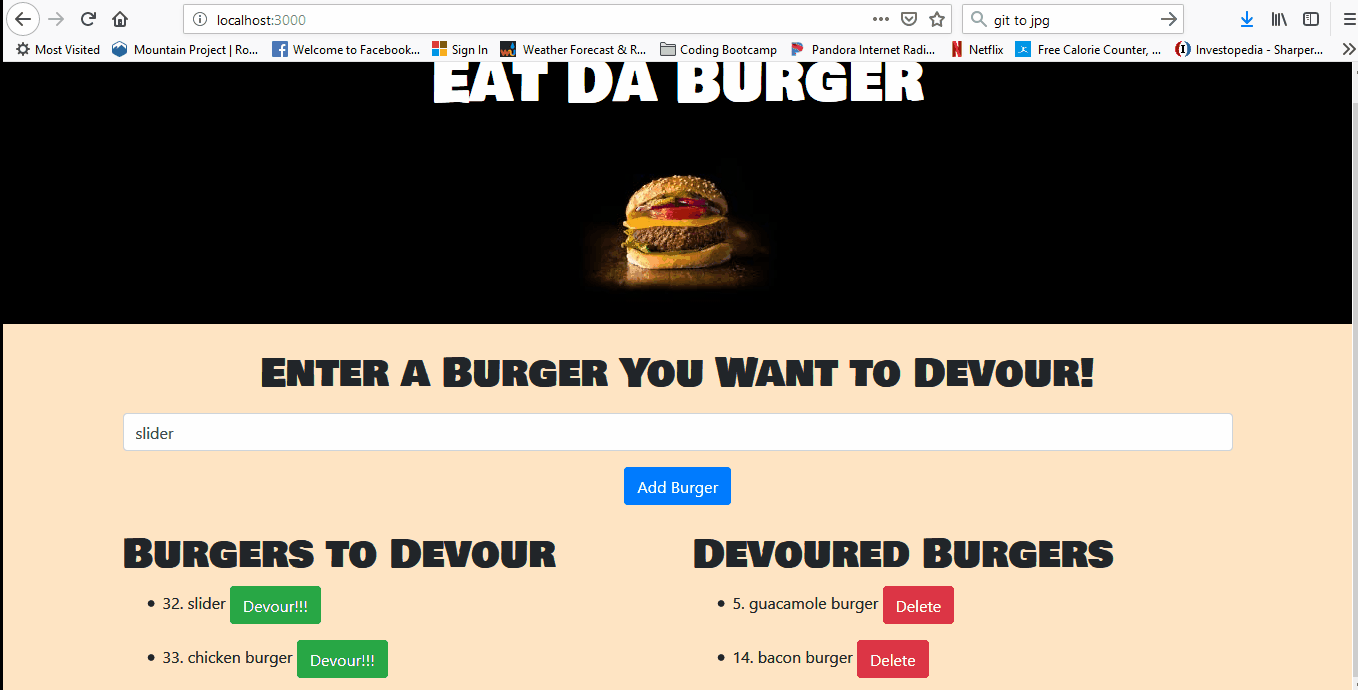 localhost:3000
git to jpg
Most Visited Mountain Project | Ro... Welcome to Facebook... Sign In Weather Forecast & R... Coding Bootcamp Pandora Internet Radi... Netflix Free Calorie Counter, ... Investopedia - Sharper...
Eat Da Burger
Enter a Burger You Want to Devour!
slider
Add Burger
Burgers to Devour
32. slider Devour!!!
33. chicken burger Devour!!!
Devoured Burgers
5. guacamole burger Delete
14. bacon burger Delete